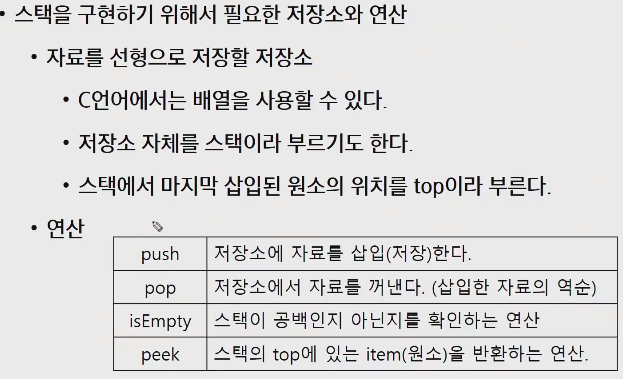 • 스택을 구현하기 위해서 필요한 저장소와 연산
• 자료를 선형으로 저장할 저장소
• C언어에서는 배열을 사용할 수 있다.
• 저장소 자체를 스택이라 부르기도 한다.
• 스택에서 마지막 삽입된 원소의 위치를 top이라 부른다.
• 연산
push 저장소에 자료를 삽입(저장)한다.
pop 저장소에서 자료를 꺼낸다. (삽입한 자료의 역순)
isEmpty 스택이 공백인지 아닌지를 확인하는 연산
peek 스택의 top에 있는 item(원소)을 반환하는 연산.